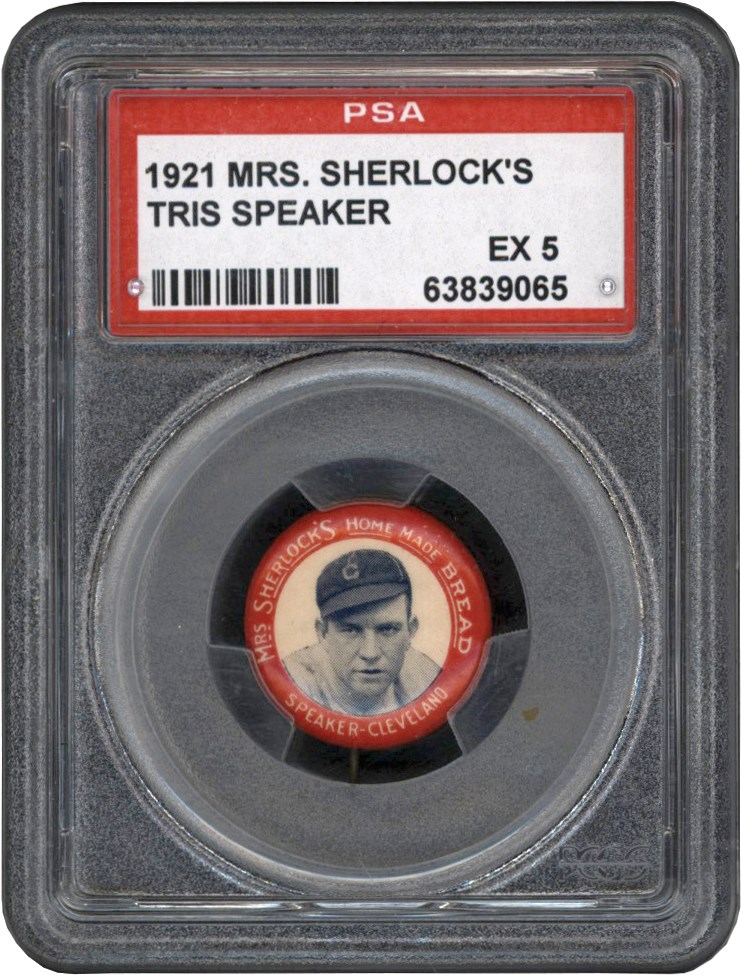 PSA
1921 MRS. SHERLOCK'S
TRIS SPEAKER
EX 5
63839065
MRS SHERLOCK'S HOME MADE BREAD
SPEAKER-CLEVELAND